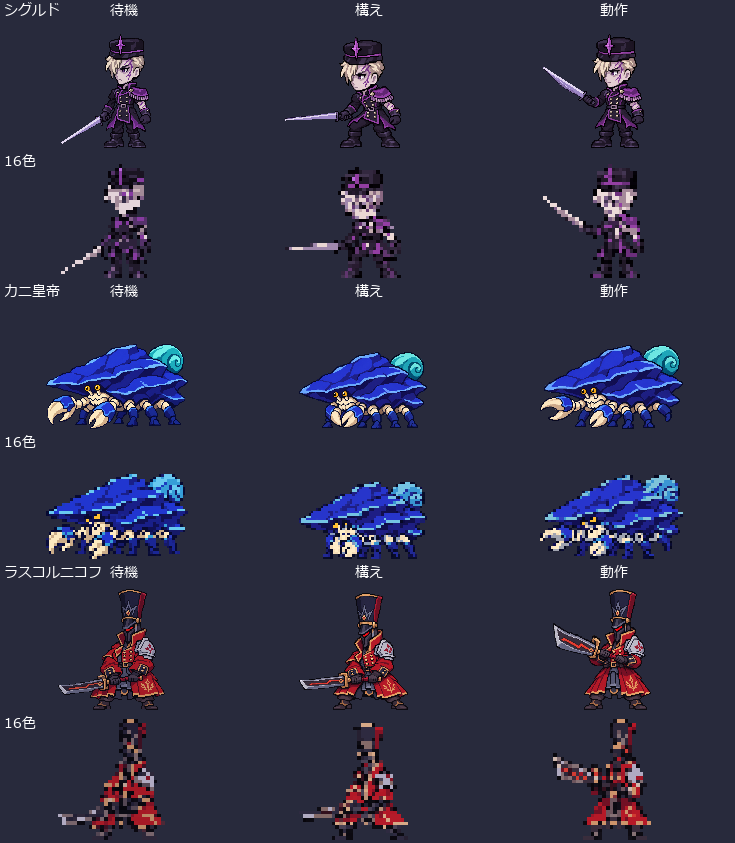 シグルド 待機 構え 動作
16色
カニ皇帝 待機 構え 動作
16色
ラスコルニコフ 待機 構え 動作
16色